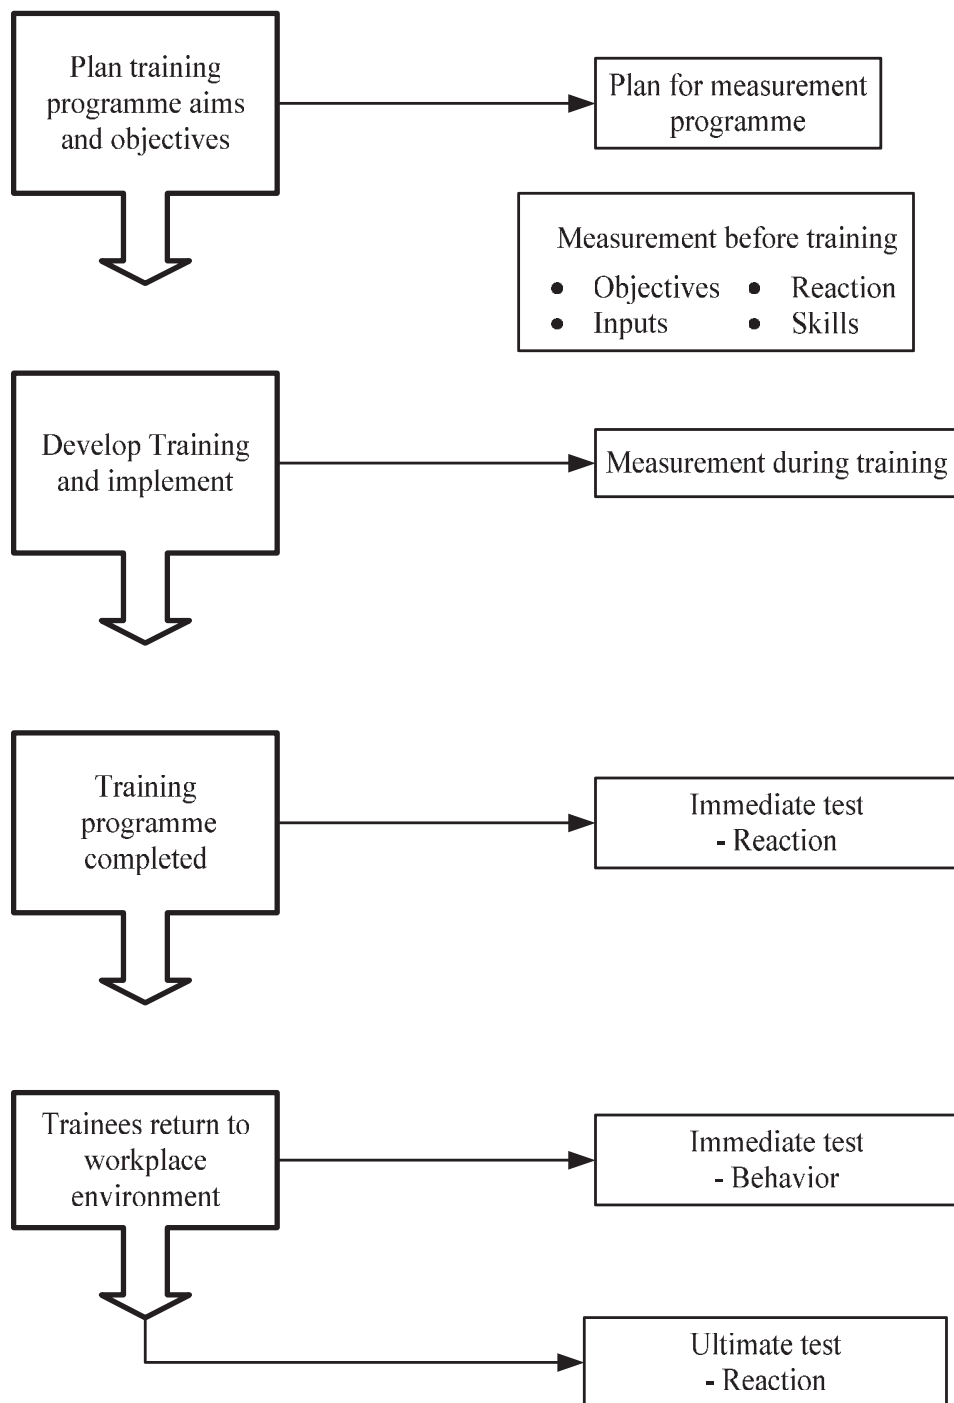 Plan training
programme aims
and objectives
Plan for measurement
programme
Measurement before training
• Objectives • Reaction
• Inputs • Skills
Develop Training
and implement
Measurement during training
Training
programme
completed
Immediate test
- Reaction
Trainees return to
workplace
environment
Immediate test
- Behavior
Ultimate test
- Reaction